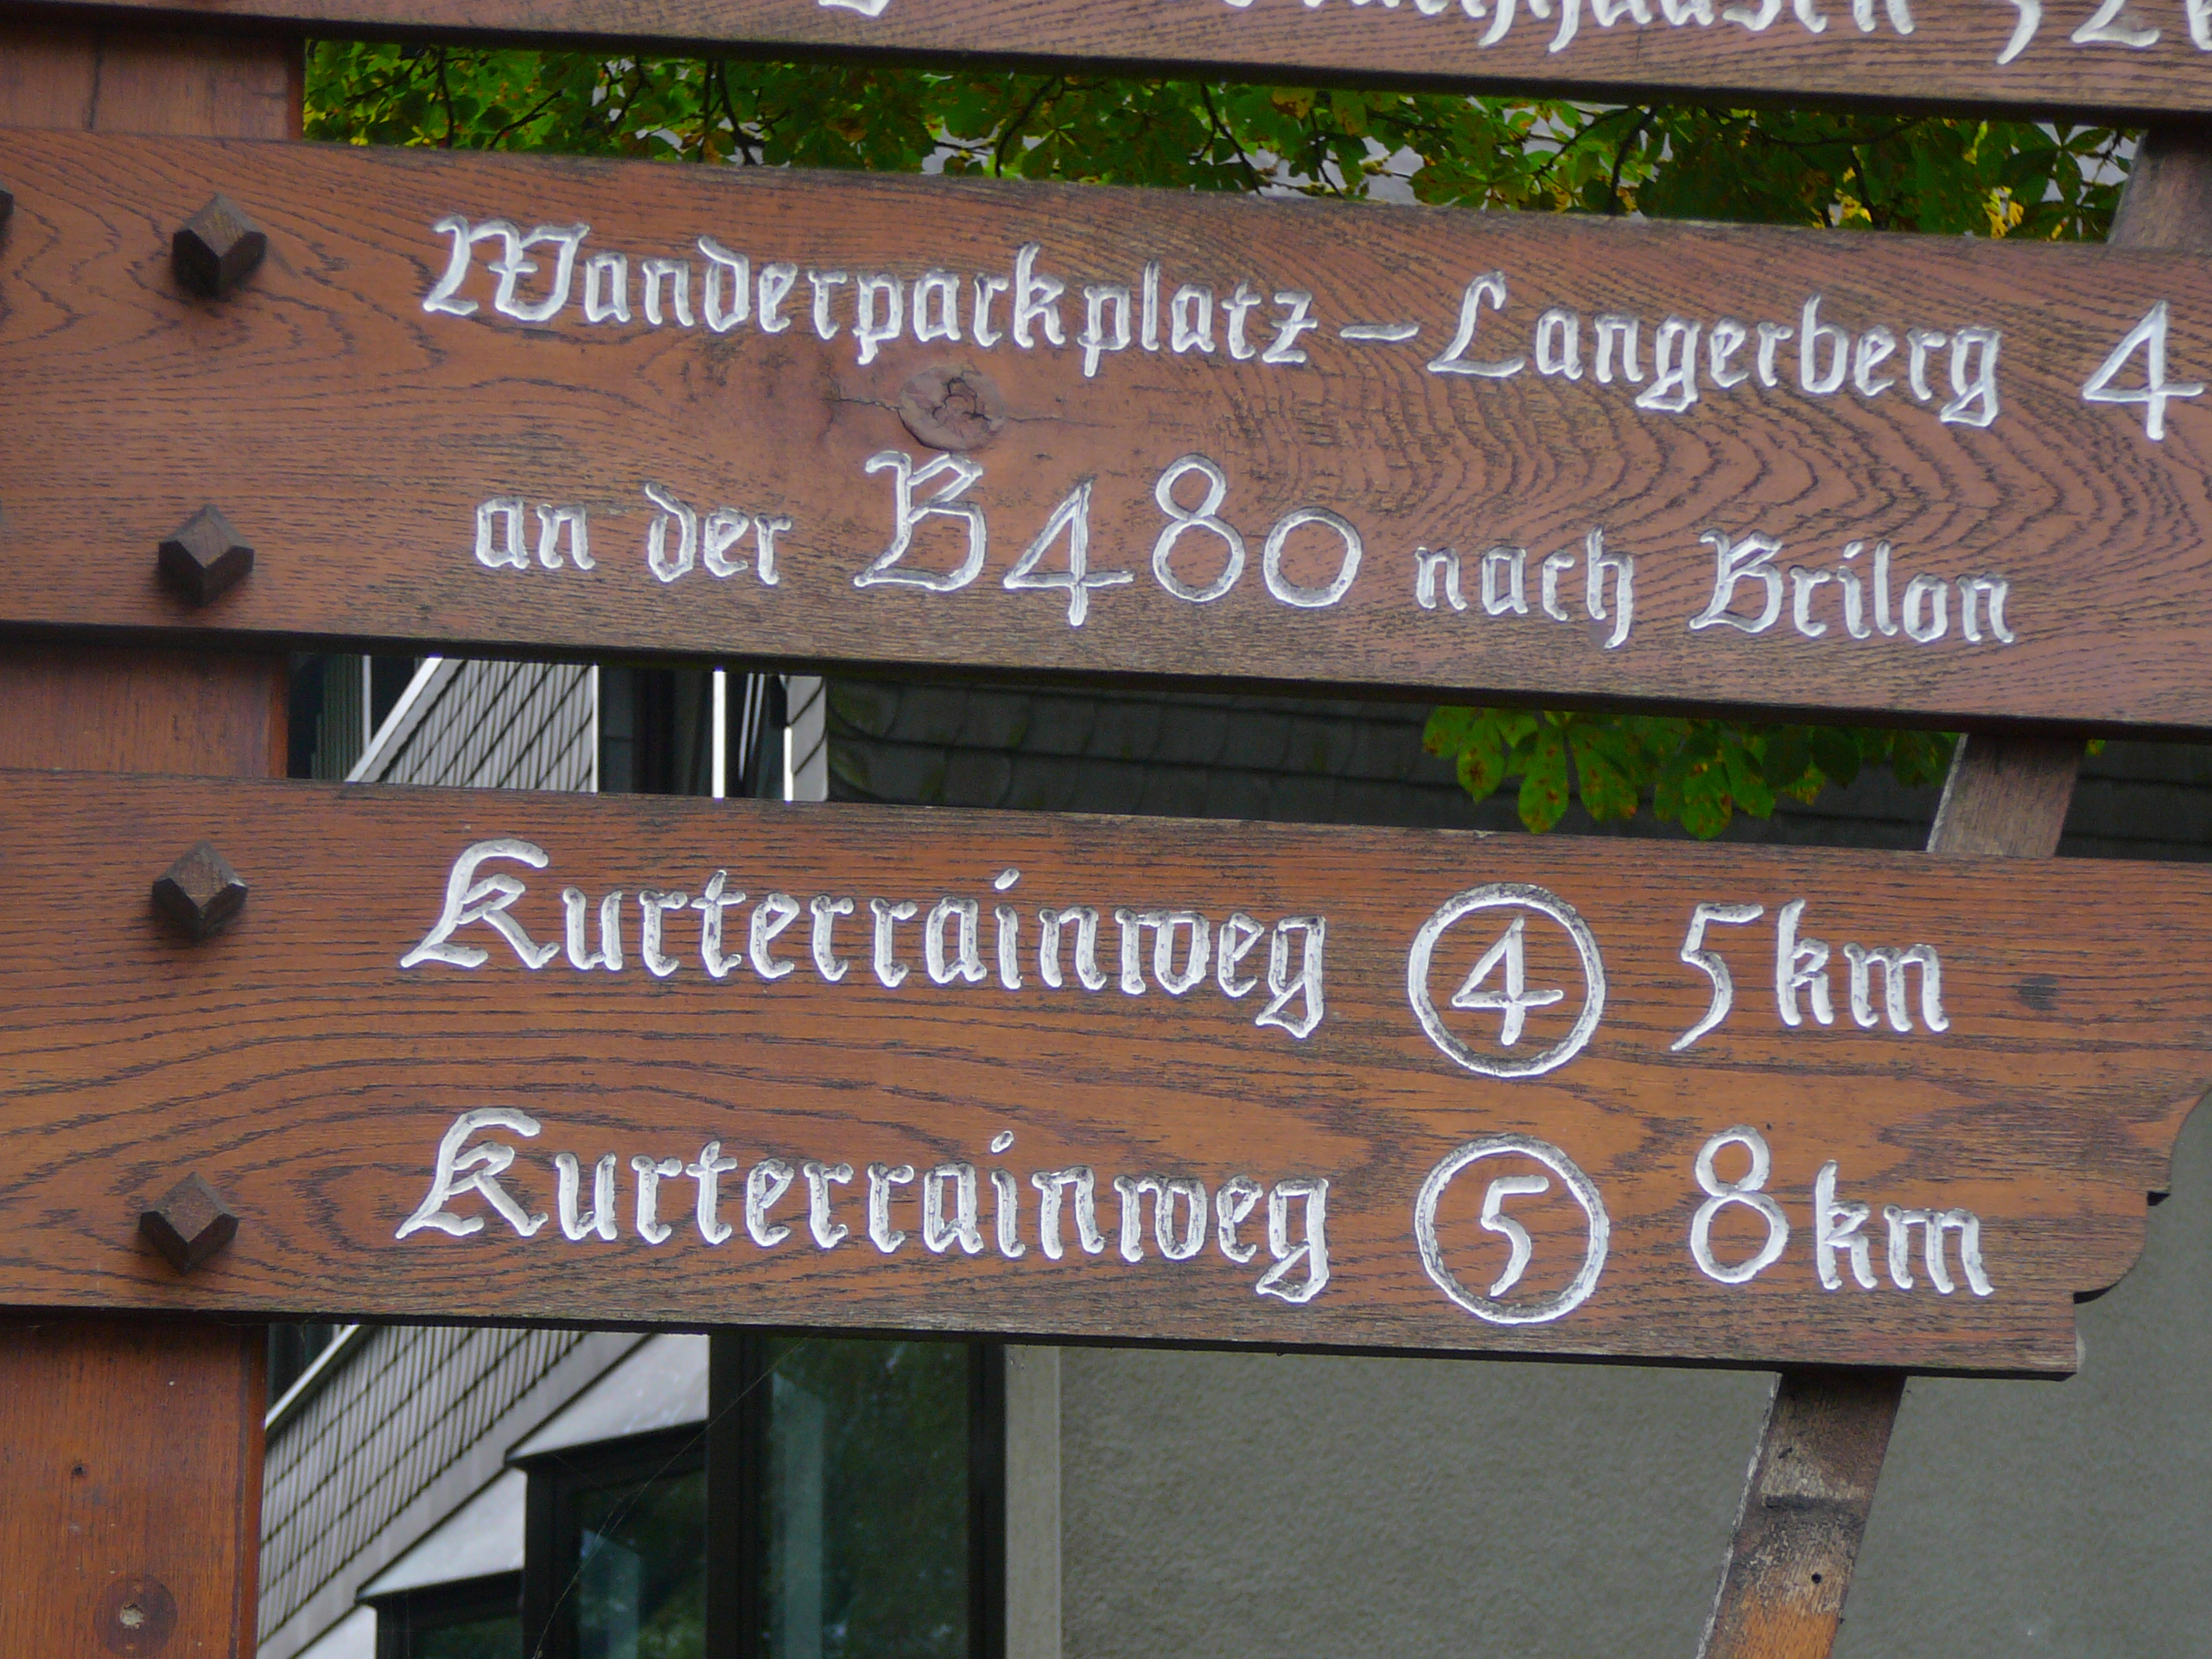 Wanderparkplatz-Langerberg 4
an der B480 nach Brilon
Kurterrainweg 4 5km
Kurterrainweg 5 8km